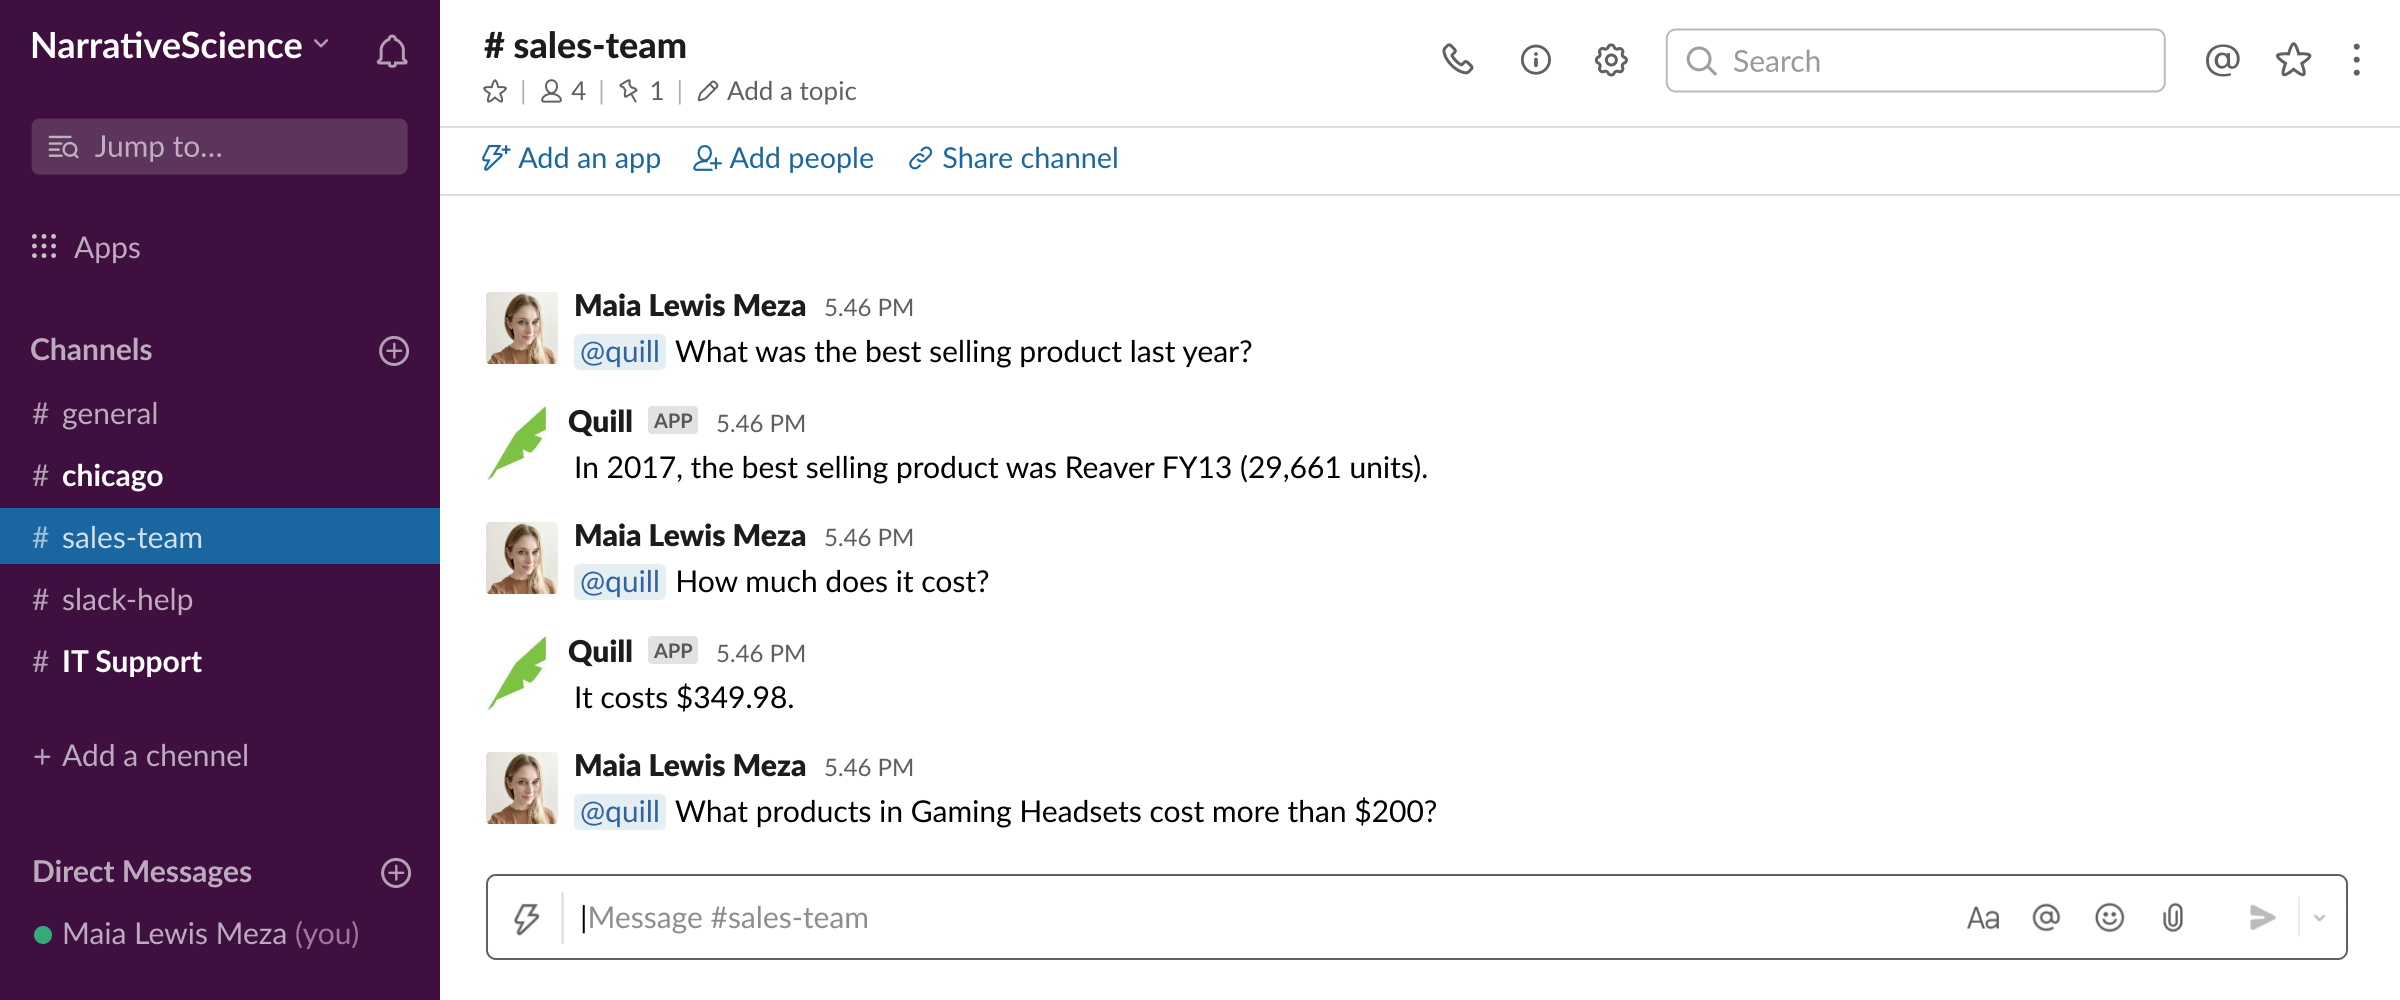 NarrativeScience
Jump to...
Apps
Channels
# general
# chicago
# sales-team
# slack-help
# IT Support
+ Add a chennel
Direct Messages
Maia Lewis Meza (you)
# sales-team
4 | 1 | Add a topic
Search
Add an app Add people Share channel
Maia Lewis Meza 5.46 PM
@quill What was the best selling product last year?
Quill APP 5.46 PM
In 2017, the best selling product was Reaver FY13 (29,661 units).
Maia Lewis Meza 5.46 PM
@quill How much does it cost?
Quill APP 5.46 PM
It costs $349.98.
Maia Lewis Meza 5.46 PM
@quill What products in Gaming Headsets cost more than $200?
Message #sales-team
Aa